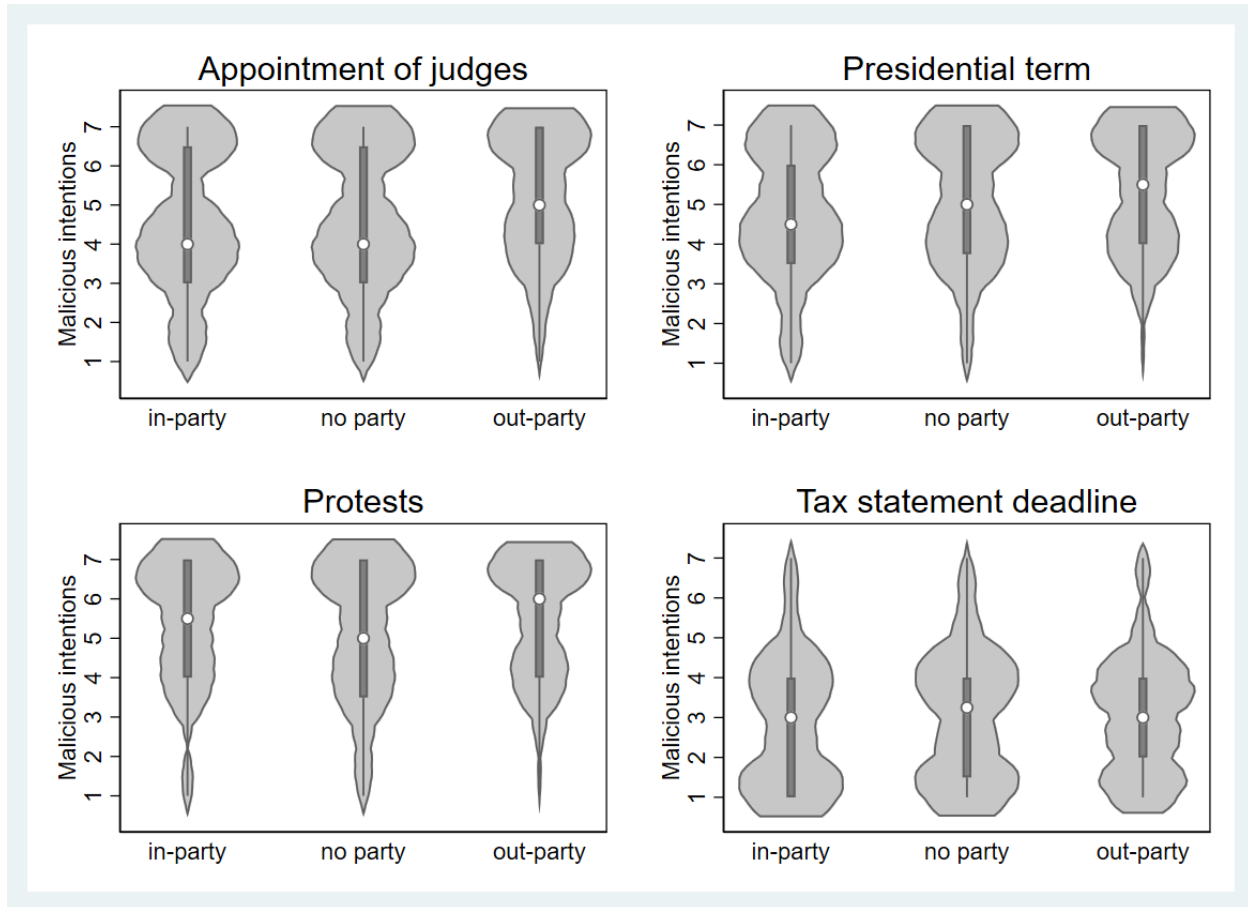 Appointment of judges
Malicious intentions
7
6
5
4
3
2
1
in-party no party out-party
Presidential term
Malicious intentions
7
6
5
4
3
2
1
in-party no party out-party
Protests
Malicious intentions
7
6
5
4
3
2
1
in-party no party out-party
Tax statement deadline
Malicious intentions
7
6
5
4
3
2
1
in-party no party out-party